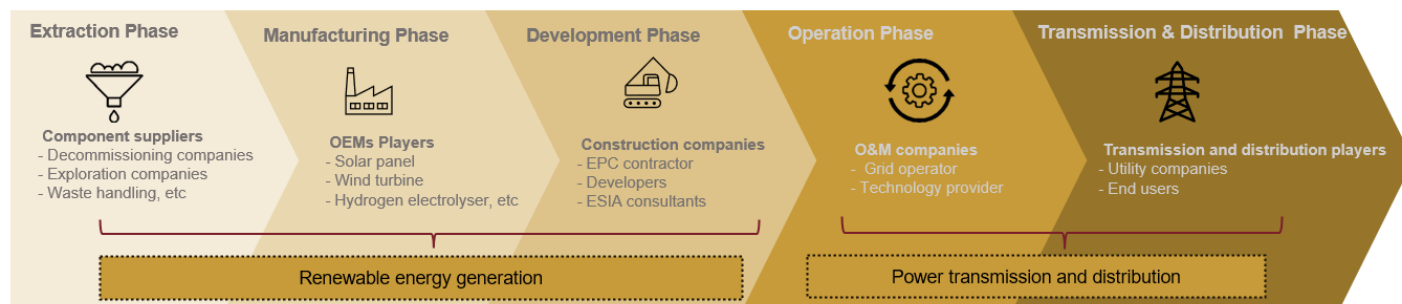 Extraction Phase
Component suppliers
- Decommissioning companies
- Exploration companies
- Waste handling, etc
Manufacturing Phase
OEMs Players
- Solar panel
- Wind turbine
- Hydrogen electrolyser, etc
Development Phase
Construction companies
- EPC contractor
- Developers
- ESIA consultants
Operation Phase
O&M companies
- Grid operator
- Technology provider
Transmission & Distribution Phase
Transmission and distribution players
- Utility companies
- End users
Renewable energy generation
Power transmission and distribution